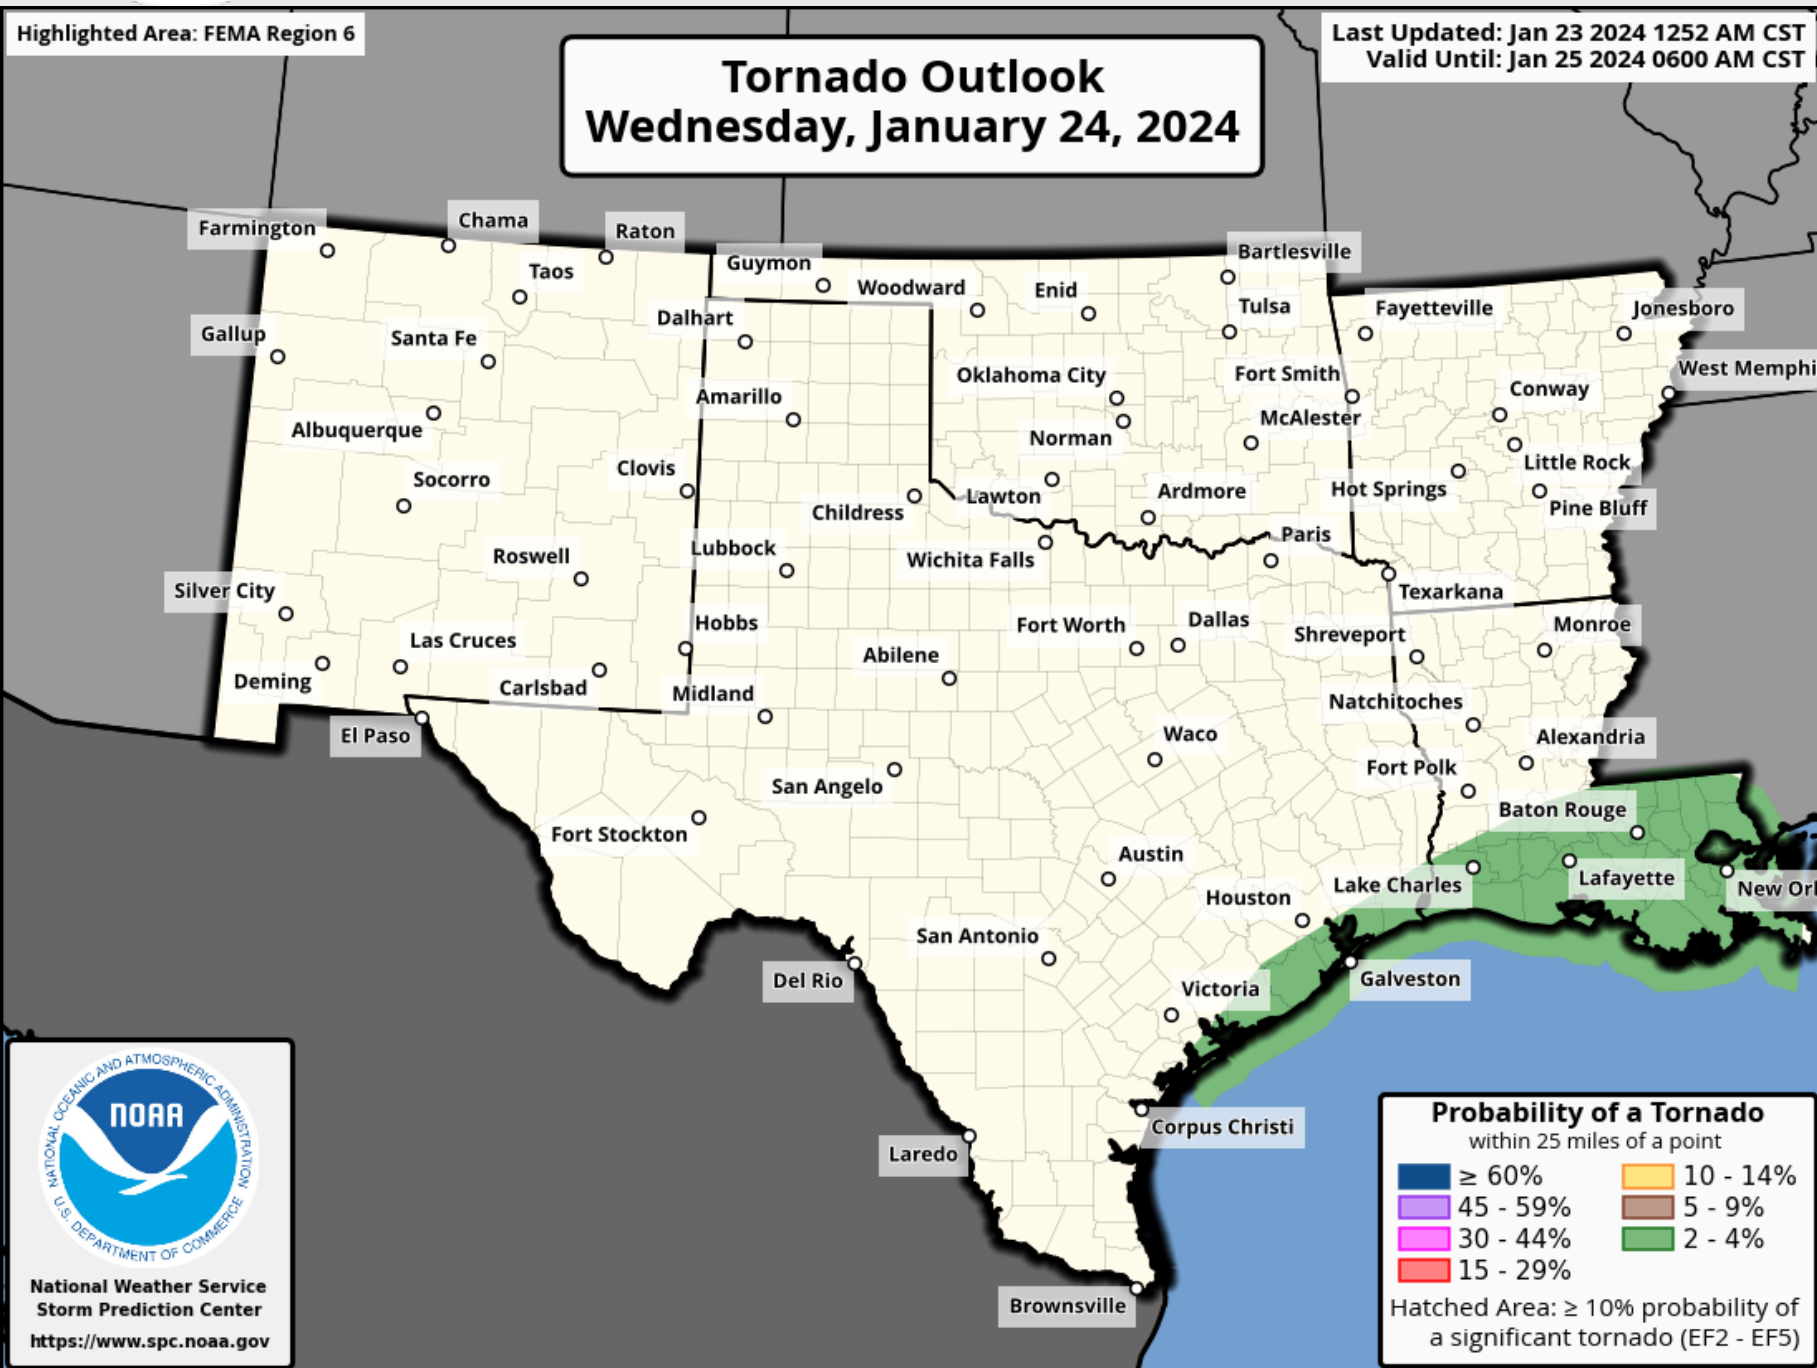 Highlighted Area: FEMA Region 6
Last Updated: Jan 23 2024 1252 AM CST
Valid Until: Jan 25 2024 0600 AM CST
Tornado Outlook
Wednesday, January 24, 2024
Farmington
Chama
Raton
Taos
Guymon
Woodward
Enid
Bartlesville
Tulsa
Fayetteville
Jonesboro
Gallup
Santa Fe
Dalhart
Oklahoma City
Fort Smith
West Memphi
Albuquerque
Amarillo
Norman
McAlester
Conway
Little Rock
Socorro
Clovis
Childress
Lawton
Ardmore
Hot Springs
Pine Bluff
Roswell
Lubbock
Wichita Falls
Paris
Texarkana
Silver City
Las Cruces
Hobbs
Fort Worth
Dallas
Shreveport
Monroe
Deming
Carlsbad
Midland
Abilene
Natchitoches
El Paso
San Angelo
Waco
Fort Polk
Alexandria
Fort Stockton
Austin
Baton Rouge
Houston
Lake Charles
Lafayette
New Orl
Del Rio
San Antonio
Victoria
Galveston
Laredo
Corpus Christi
Brownsville
NATIONAL OCEANIC AND ATMOSPHERIC ADMINISTRATION
NOAA
U.S. DEPARTMENT OF COMMERCE
National Weather Service
Storm Prediction Center
https://www.spc.noaa.gov
Probability of a Tornado
within 25 miles of a point
≥ 60%
10 - 14%
45 - 59%
5 - 9%
30 - 44%
2 - 4%
15 - 29%
Hatched Area: ≥ 10% probability of
a significant tornado (EF2 - EF5)